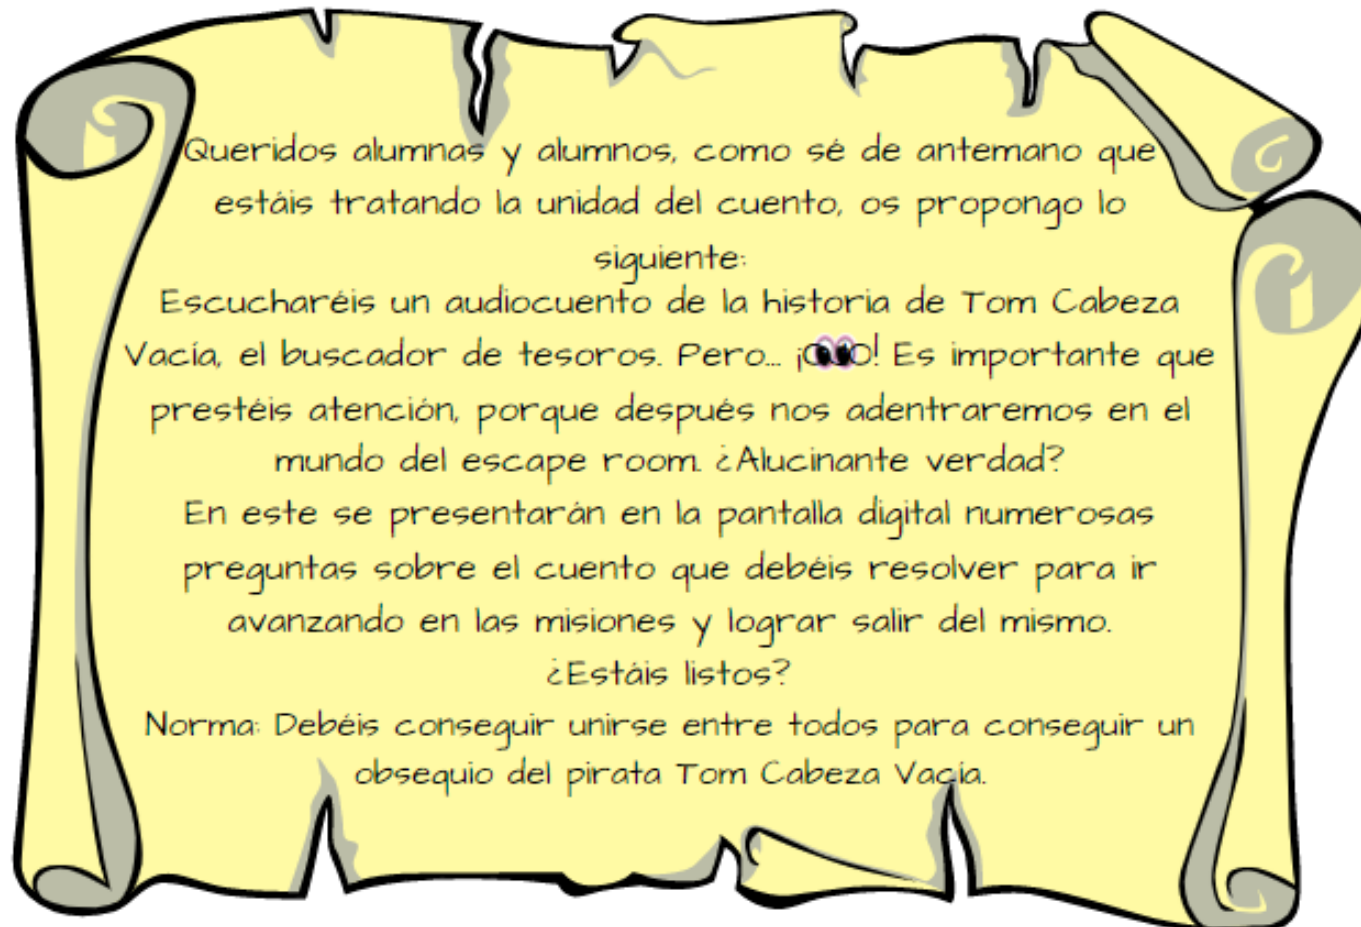 Queridos alumnas y alumnos, como sé de antemano que
estáis tratando la unidad del cuento, os propongo lo
siguiente:
Escucharéis un audiocuento de la historia de Tom Cabeza
Vacía, el buscador de tesoros. Pero... ¡OJO! Es importante que
prestéis atención, porque después nos adentraremos en el
mundo del escape room. ¿Alucinante verdad?
En este se presentarán en la pantalla digital numerosas
preguntas sobre el cuento que debéis resolver para ir
avanzando en las misiones y lograr salir del mismo.
¿Estáis listos?
Norma: Debéis conseguir unirse entre todos para conseguir un
obsequio del pirata Tom Cabeza Vacía.